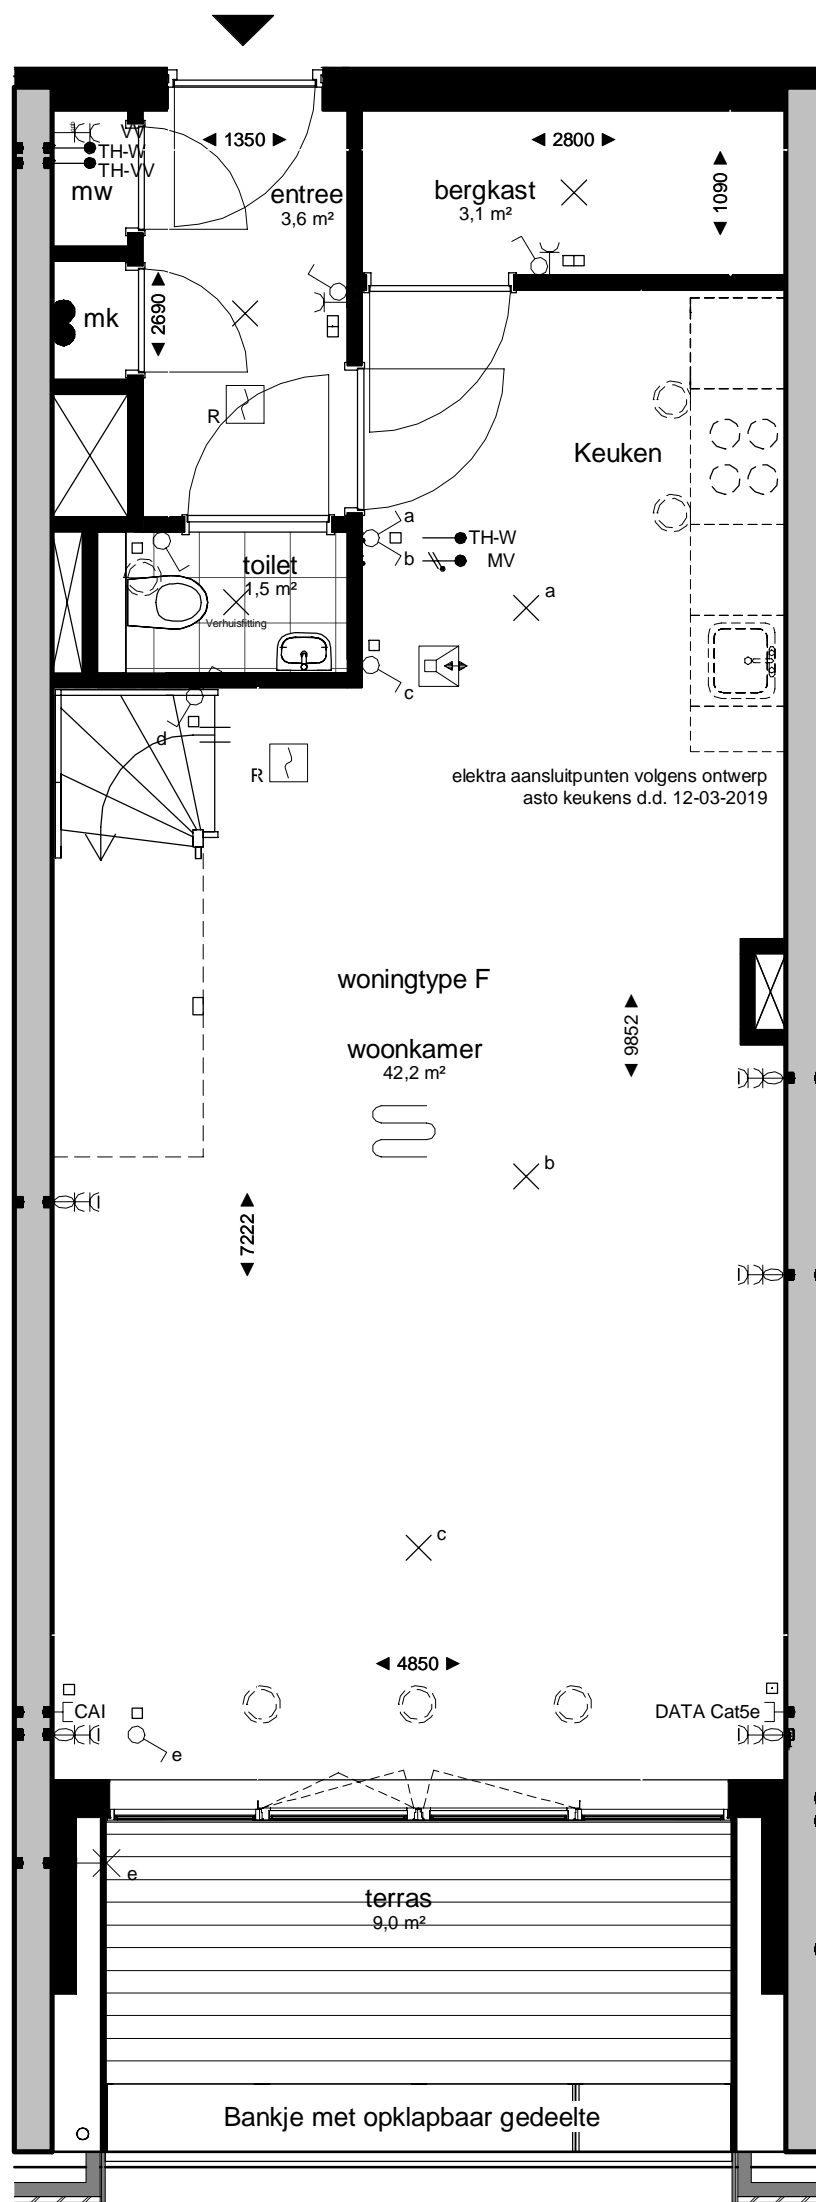 1350
2800
VV
TH-W
TH-VV
mw
entree
3,6 m²
bergkast
3,1 m²
1090
2690
mk
R
Keuken
a
TH-W
b
MV
toilet
1,5 m²
Verhuisfitting
a
c
d
R
elektra aansluitpunten volgens ontwerp
asto keukens d.d. 12-03-2019
woningtype F
9852
woonkamer
42,2 m²
b
7222
c
4850
CAI
DATA Cat5e
e
e
terras
9,0 m²
Bankje met opklapbaar gedeelte